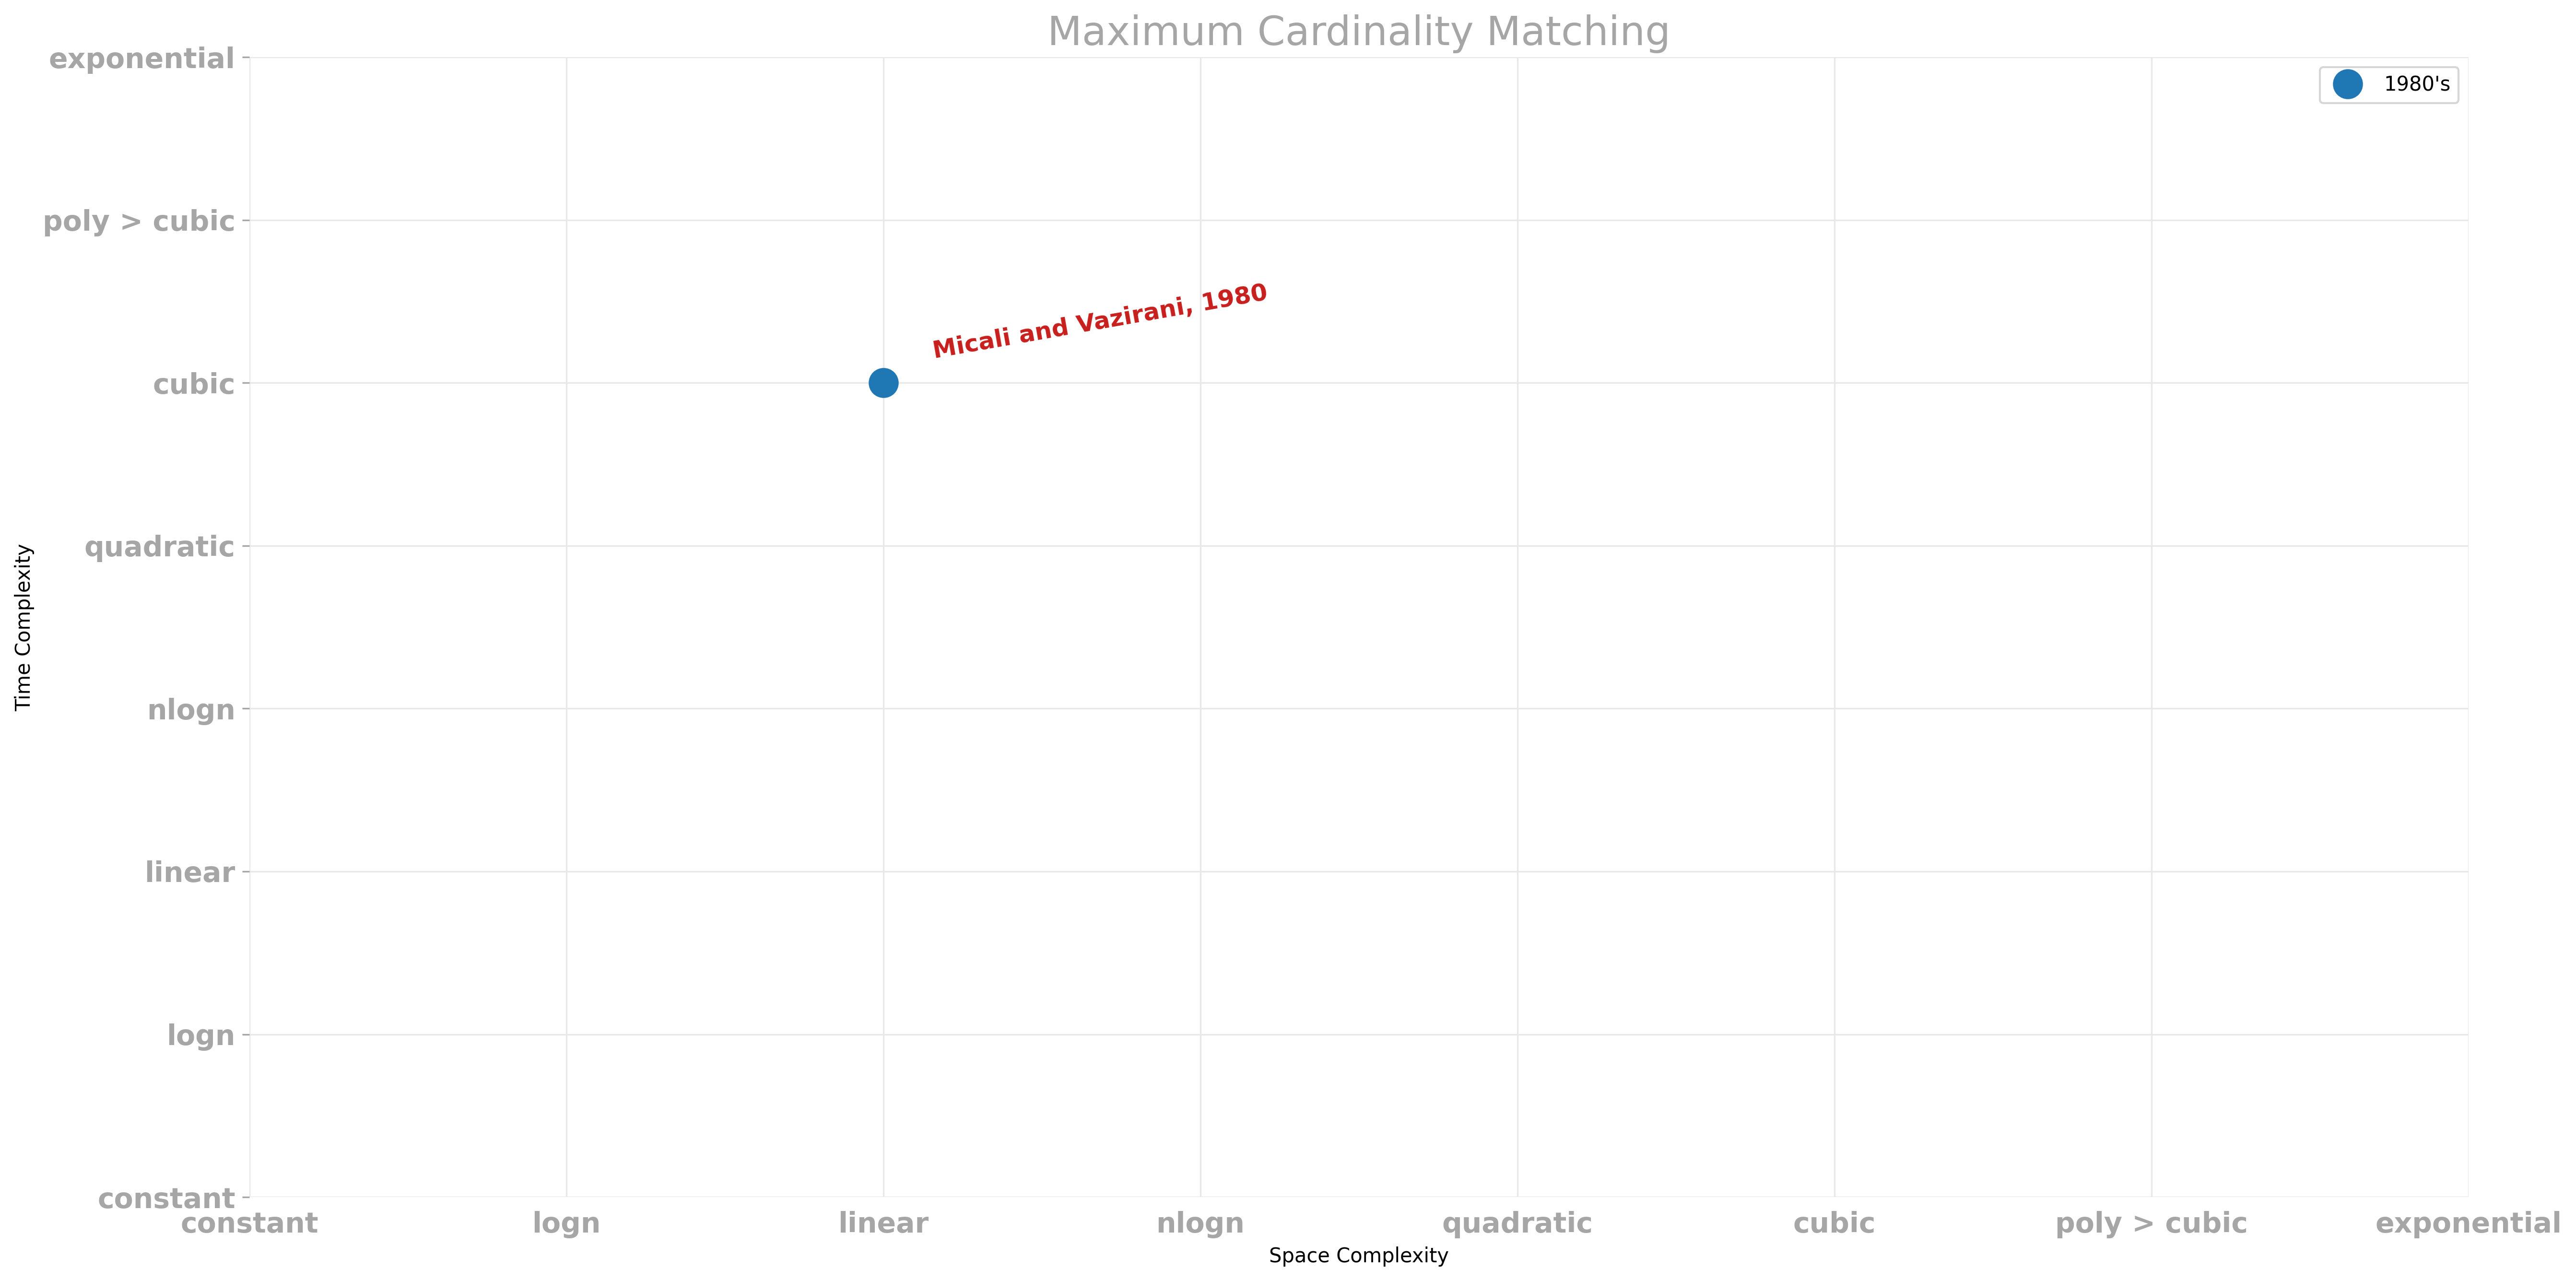 Maximum Cardinality Matching
exponential
1980's
poly > cubic
Micali and Vazirani, 1980
cubic
quadratic
Time Complexity
nlogn
linear
logn
constant
constant logn linear nlogn quadratic cubic poly > cubic exponential
Space Complexity